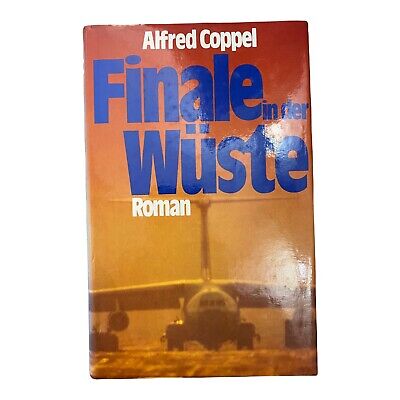 Alfred Coppel
Finale in der
Wüste
Roman